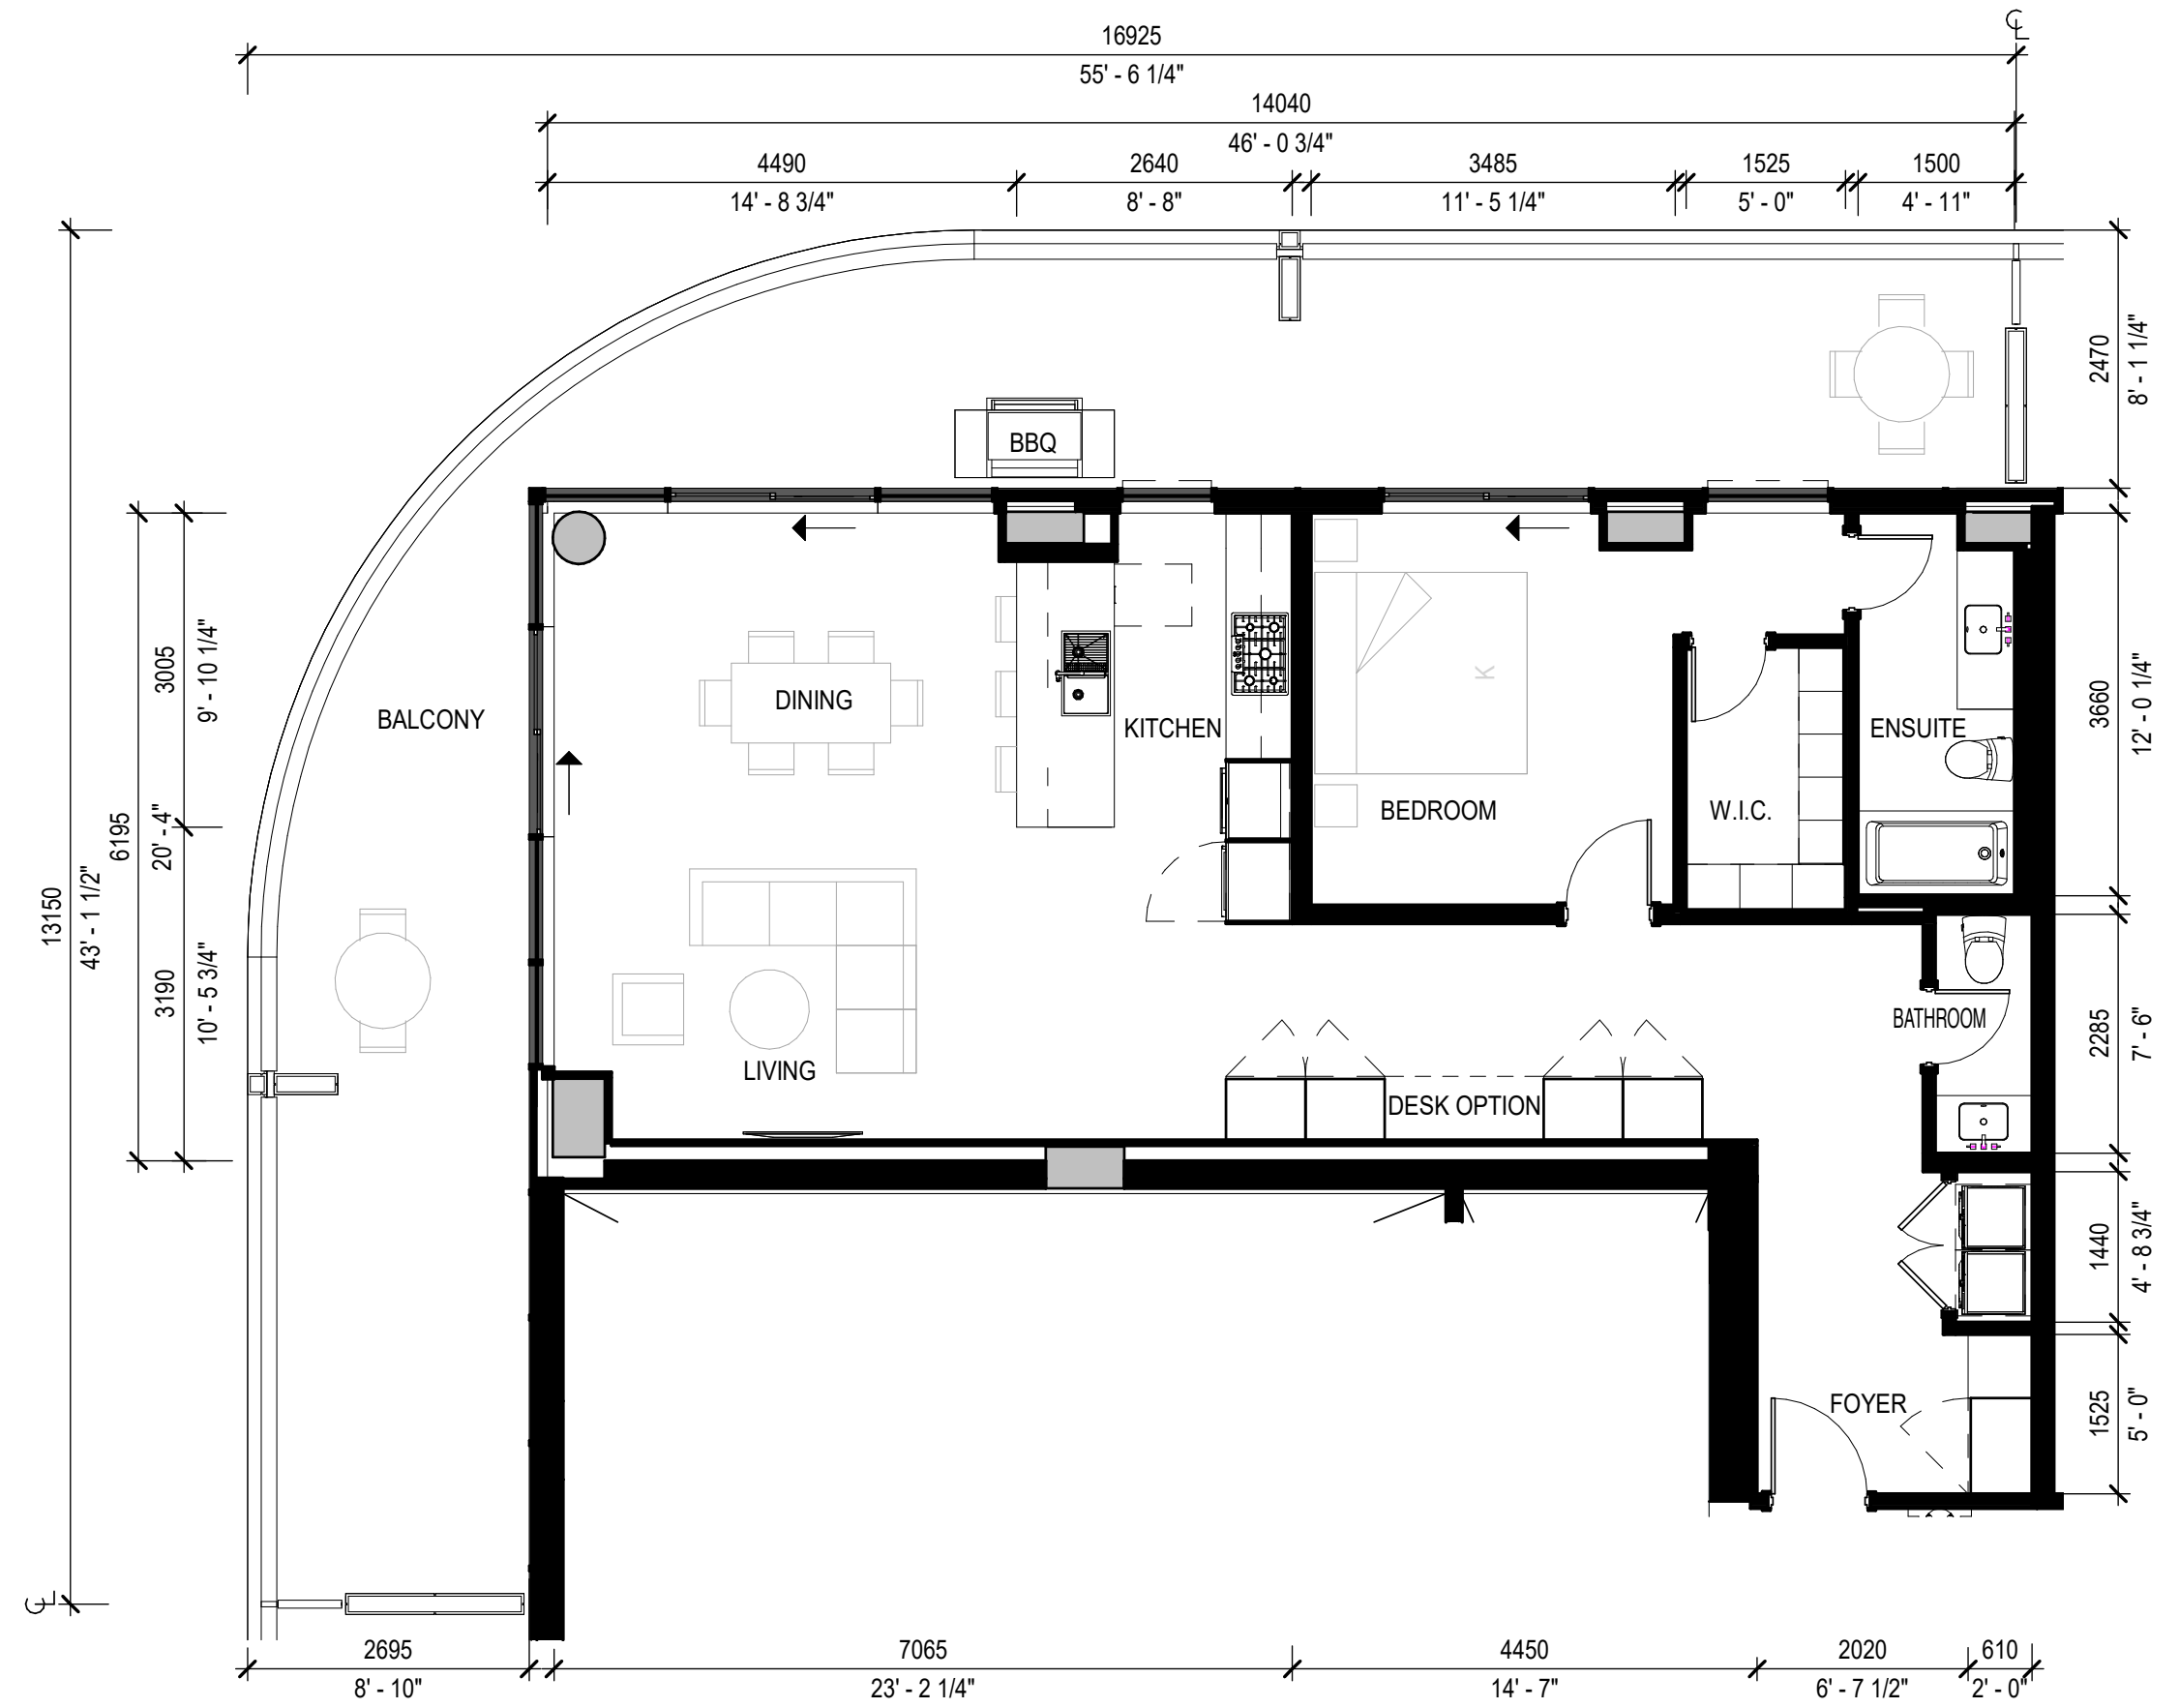 16925
55' - 6 1/4"
14040
46' - 0 3/4"
4490
2640
3485
1525
1500
14' - 8 3/4"
8' - 8"
11' - 5 1/4"
5' - 0"
4' - 11"
2470
8' - 1 1/4"
BBQ
3005
9' - 10 1/4"
6195
20' - 4"
13150
43' - 1 1/2"
3190
10' - 5 3/4"
BALCONY
DINING
KITCHEN
K
BEDROOM
W.I.C.
ENSUITE
3660
12' - 0 1/4"
LIVING
DESK OPTION
BATHROOM
2285
7' - 6"
1440
4' - 8 3/4"
FOYER
1525
5' - 0"
2695
7065
4450
2020
610
8' - 10"
23' - 2 1/4"
14' - 7"
6' - 7 1/2"
2' - 0"